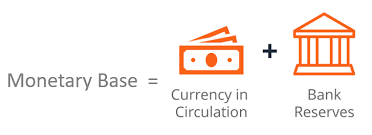 Monetary Base = + 
Currency in
Circulation
Bank
Reserves